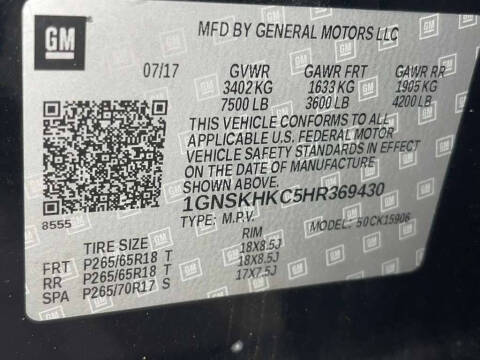 GM
MFD BY GENERAL MOTORS LLC
07/17 GVWR GAWR FRT GAWR RR
3402 KG 1633 KG 1905 KG
7500 LB 3600 LB 4200 LB
THIS VEHICLE CONFORMS TO ALL
APPLICABLE U.S. FEDERAL MOTOR
VEHICLE SAFETY STANDARDS IN EFFECT
ON THE DATE OF MANUFACTURE
1GNSKHKC5HR369430
8555 TYPE: M.P.V. MODEL: 50CK15906
TIRE SIZE RIM
FRT P265/65R18 T 18X8.5J
RR P265/65R18 T 18X8.5J
SPA P265/70R17 S 17X7.5J